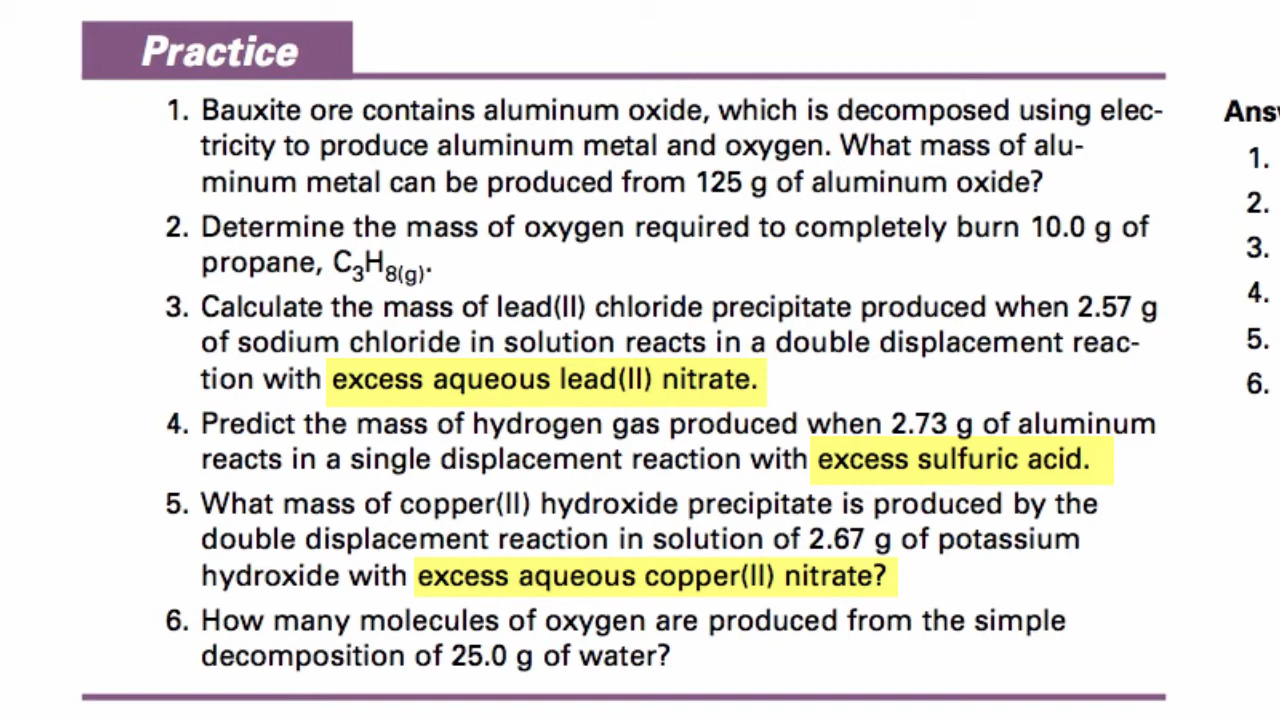 Practice
1. Bauxite ore contains aluminum oxide, which is decomposed using elec-
tricity to produce aluminum metal and oxygen. What mass of alu-
minum metal can be produced from 125 g of aluminum oxide?
2. Determine the mass of oxygen required to completely burn 10.0 g of
propane, C₃H₈(g).
3. Calculate the mass of lead(II) chloride precipitate produced when 2.57 g
of sodium chloride in solution reacts in a double displacement reac-
tion with excess aqueous lead(II) nitrate.
4. Predict the mass of hydrogen gas produced when 2.73 g of aluminum
reacts in a single displacement reaction with excess sulfuric acid.
5. What mass of copper(II) hydroxide precipitate is produced by the
double displacement reaction in solution of 2.67 g of potassium
hydroxide with excess aqueous copper(II) nitrate?
6. How many molecules of oxygen are produced from the simple
decomposition of 25.0 g of water?
1.
2.
3.
4.
5.
6.